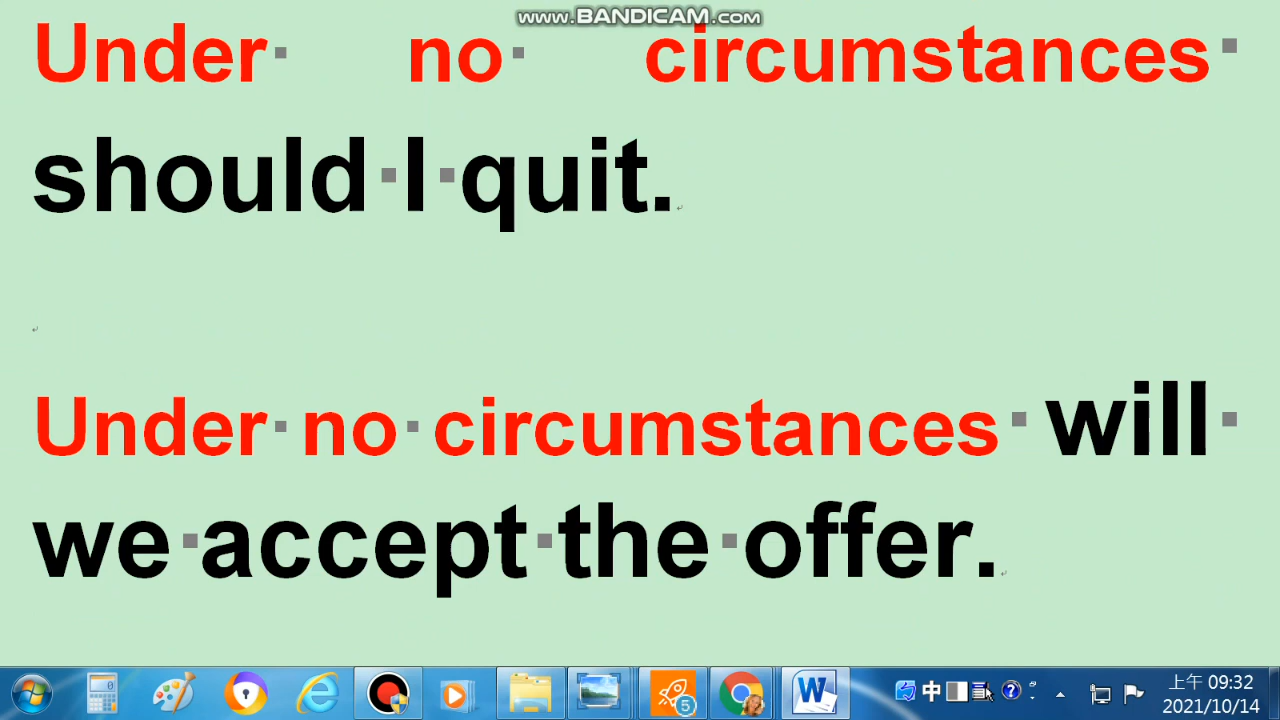 www.BANDICAM.com
Under no circumstances
should I quit.
Under no circumstances will
we accept the offer.
5
中
上午 09:32
2021/10/14